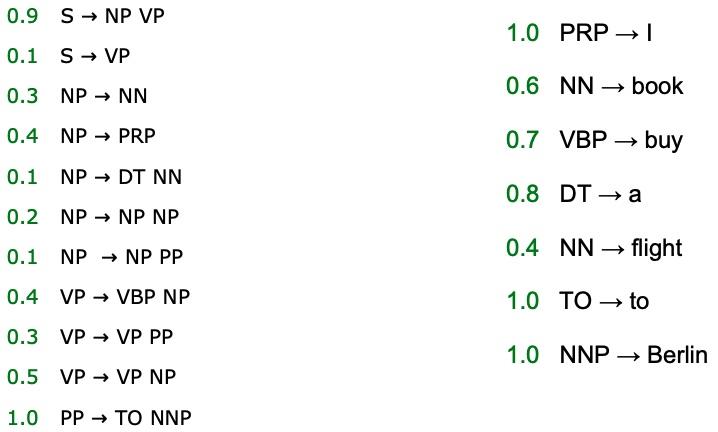 0.9 S → NP VP
0.1 S → VP
0.3 NP → NN
0.4 NP → PRP
0.1 NP → DT NN
0.2 NP → NP NP
0.1 NP → NP PP
0.4 VP → VBP NP
0.3 VP → VP PP
0.5 VP → VP NP
1.0 PP → TO NNP
1.0 PRP → I
0.6 NN → book
0.7 VBP → buy
0.8 DT → a
0.4 NN → flight
1.0 TO → to
1.0 NNP → Berlin